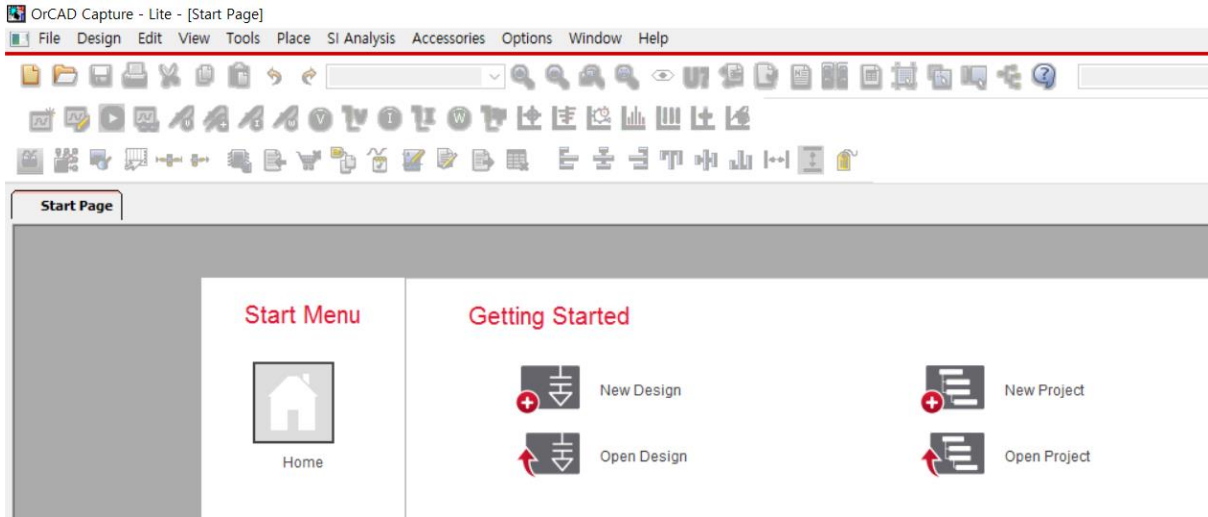 OrCAD Capture - Lite - [Start Page]
File Design Edit View Tools Place SI Analysis Accessories Options Window Help
U?
V I W
Start Page
Start Menu
Getting Started
New Design
New Project
Home
Open Design
Open Project